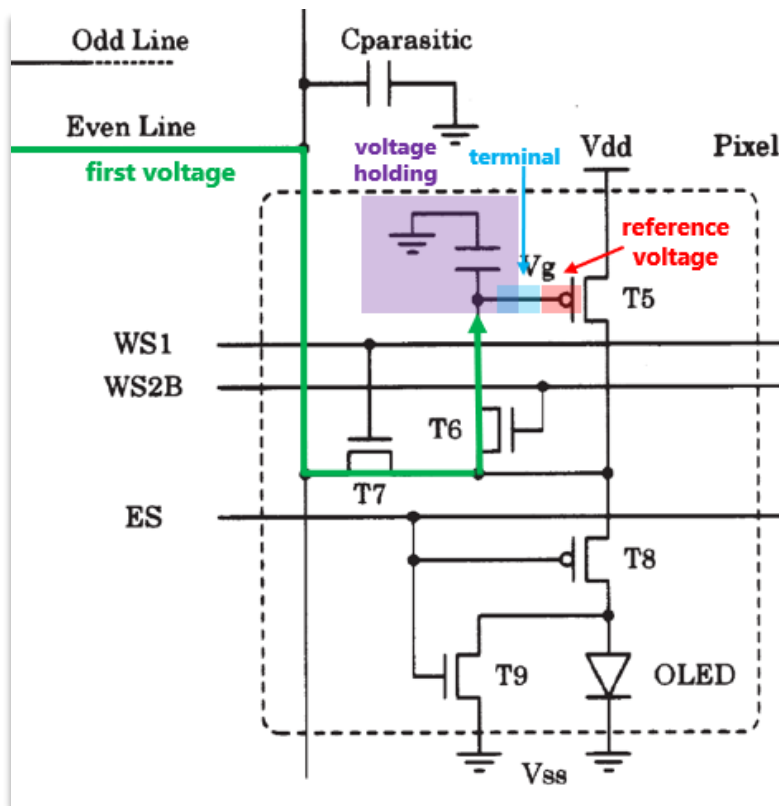 Odd Line
Cparasitic
Even Line
first voltage
voltage
holding
terminal
Vdd
Pixel
reference
voltage
Vg
T5
WS1
WS2B
T6
T7
ES
T8
T9
OLED
Vss